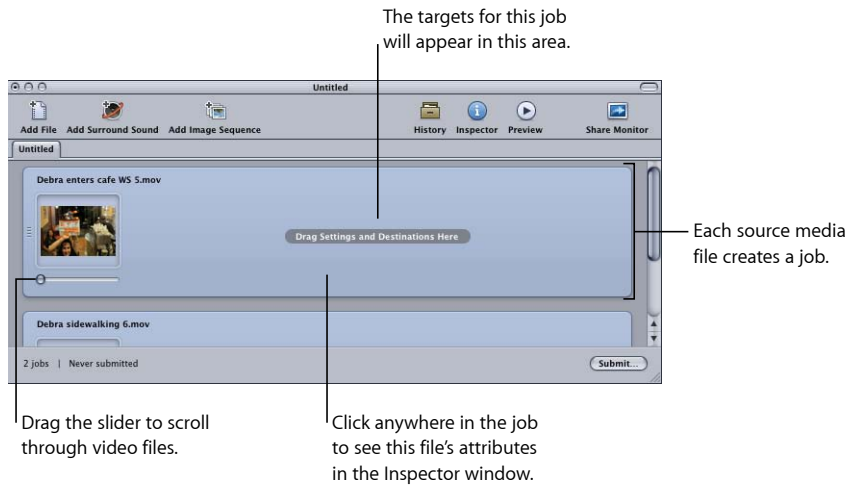 The targets for this job
will appear in this area.
Untitled
Add File Add Surround Sound Add Image Sequence History Inspector Preview Share Monitor
Untitled
Debra enters cafe WS 5.mov
Drag Settings and Destinations Here
Each source media
file creates a job.
Debra sidewalking 6.mov
2 jobs | Never submitted Submit...
Drag the slider to scroll
through video files.
Click anywhere in the job
to see this file’s attributes
in the Inspector window.